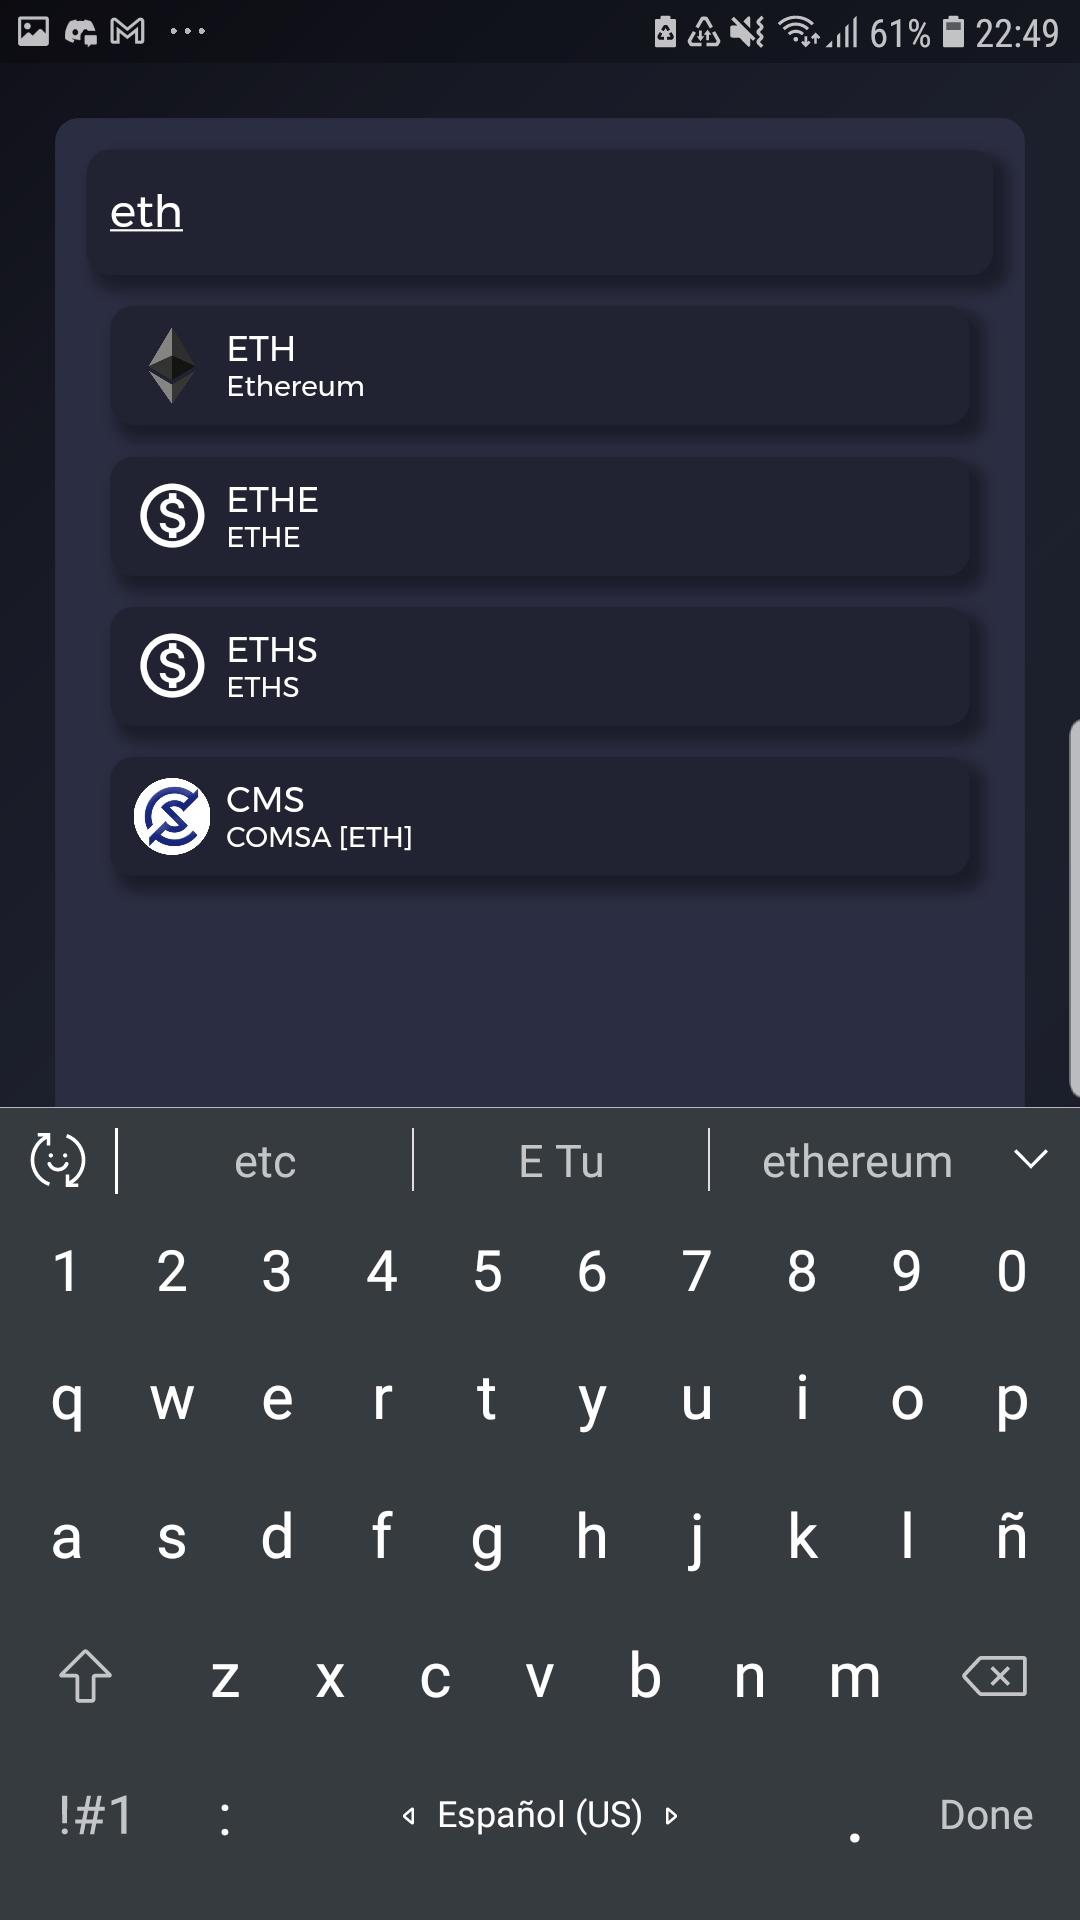 61% 22:49
eth
ETH
Ethereum
ETHE
ETHE
ETHS
ETHS
CMS
COMSA [ETH]
etc E Tu ethereum
1 2 3 4 5 6 7 8 9 0
q w e r t y u i o p
a s d f g h j k l ñ
z x c v b n m
!#1 : Español (US) . Done